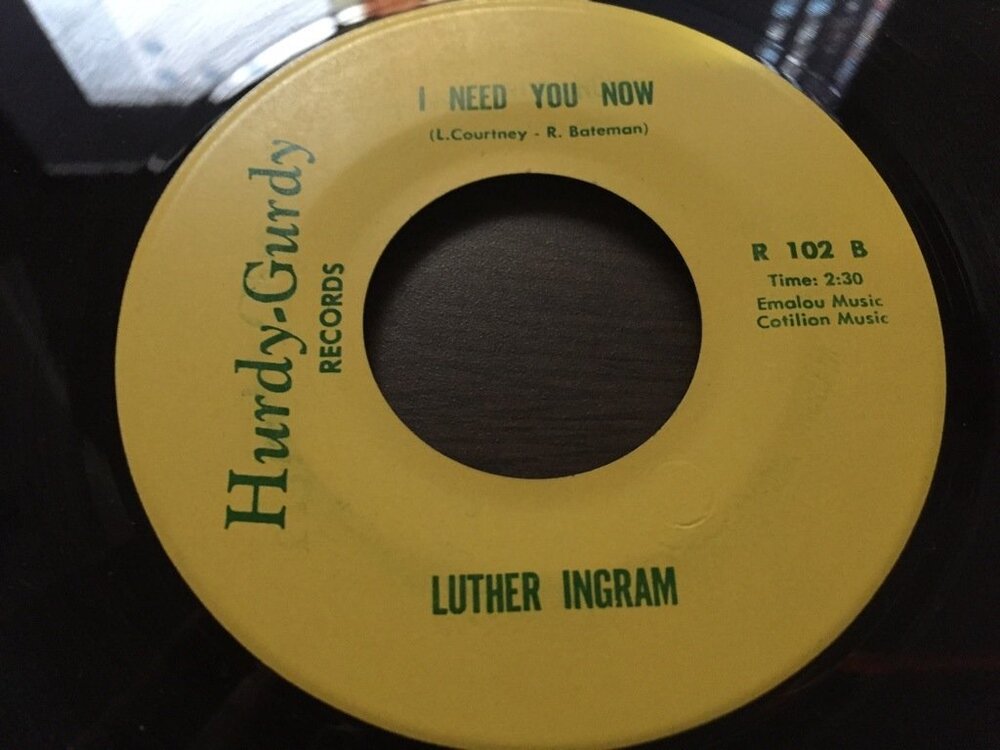 I NEED YOU NOW
(L.Courtney - R. Bateman)
Hurdy-Gurdy
RECORDS
R 102 B
Time: 2:30
Emalou Music
Cotilion Music
LUTHER INGRAM